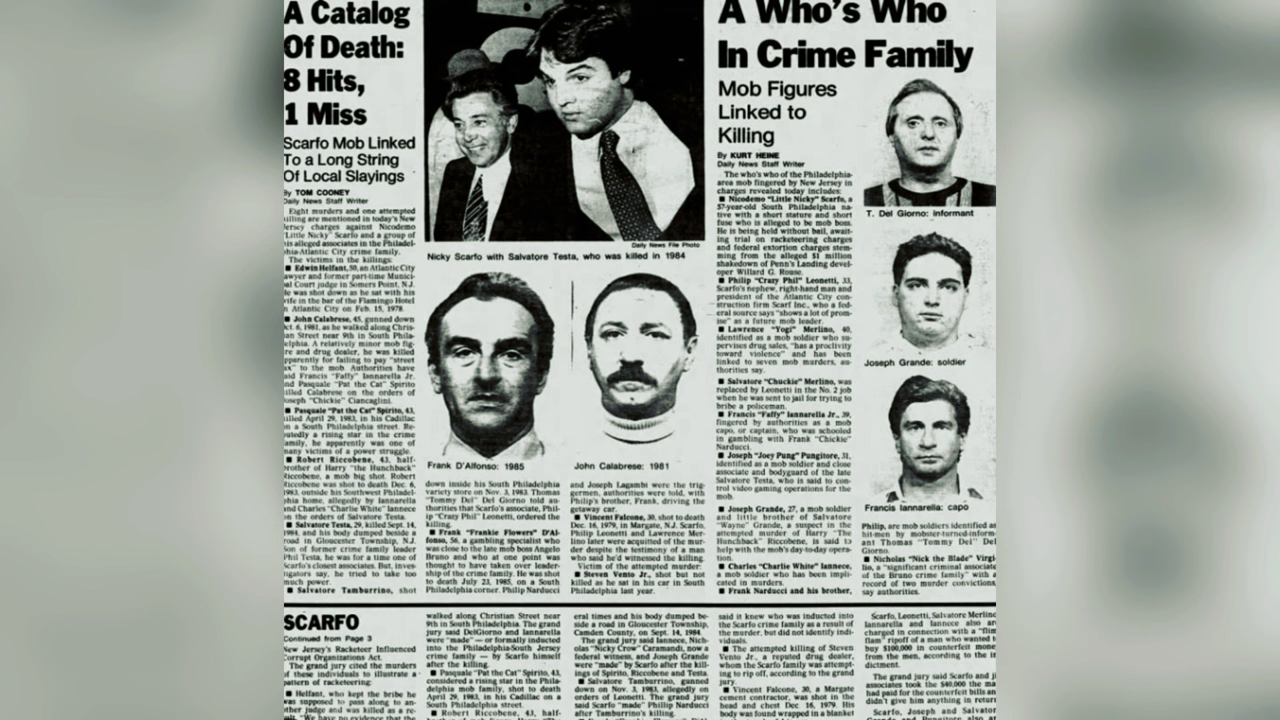 A Catalog
Of Death:
8 Hits,
1 Miss
Scarfo Mob Linked
To a Long String
Of Local Slayings
By TOM COONEY
Daily News Staff Writer
Eight murders and one attempted
killing are mentioned in today's New
Jersey charges against Nicodemo
"Little Nicky" Scarfo and a group of
his alleged associates in the Philadel-
phia-Atlantic City crime family.
The victims in the killings:
■ Edwin Helfant, 50, an Atlantic City
lawyer and former part-time Munici-
pal Court judge in Somers Point, N.J.
He was shot down as he sat with his
wife in the bar of the Flamingo Hotel
in Atlantic City on Feb. 15, 1978.
■ John Calabrese, 45, gunned down
Oct. 6, 1981, as he walked along Chris-
tian Street near 9th in South Phila-
delphia. A relatively minor mob fig-
ure and drug dealer, he was killed
apparently for failing to pay "street
tax" to the mob. Authorities have
said Francis "Faffy" Iannarella Jr.
and Pasquale "Pat the Cat" Spirito
killed Calabrese on the orders of
Joseph "Chickie" Ciancaglini.
■ Pasquale "Pat the Cat" Spirito, 43,
killed April 29, 1983, in his Cadillac
on a South Philadelphia street. Re-
putedly a rising star in the crime
family, he apparently was one of
many victims of a power struggle.
■ Robert Riccobene, 43, half-
brother of Harry "the Hunchback"
Riccobene, a mob big shot. Robert
Riccobene was shot to death Dec. 6,
1983, outside his Southwest Philadel-
phia home, allegedly by Iannarella
and Charles "Charlie White" Iannece
on the orders of Salvatore Testa.
■ Salvatore Testa, 29, killed Sept. 14,
1984, and his body dumped beside a
road in Gloucester Township, N.J.
Son of former crime family leader
Phil Testa, he was for a time one of
Scarfo's closest associates. But, inves-
tigators say, he tried to take too
much power.
■ Salvatore Tamburrino, shot
Daily News File Photo
Nicky Scarfo with Salvatore Testa, who was killed in 1984
Frank D'Alfonso: 1985
John Calabrese: 1981
down inside his South Philadelphia
variety store on Nov. 3, 1983. Thomas
"Tommy Del" Del Giorno told au-
thorities that Scarfo's associate, Phil-
ip "Crazy Phil" Leonetti, ordered the
killing.
■ Frank "Frankie Flowers" D'Al-
fonso, 56, a gambling specialist who
was close to the late mob boss Angelo
Bruno and who at one point was
thought to have taken over leader-
ship of the crime family. He was shot
to death July 23, 1985, on a South
Philadelphia corner. Philip Narducci
and Joseph Lagambi were the trig-
germen, authorities were told, with
Philip's brother, Frank, driving the
getaway car.
■ Vincent Falcone, 30, shot to death
Dec. 16, 1979, in Margate, N.J. Scarfo,
Philip Leonetti and Lawrence Mer-
lino later were acquitted of the mur-
der despite the testimony of a man
who said he'd witnessed the killing.
Victim of the attempted murder:
■ Steven Vento Jr., shot but not
killed as he sat in his car in South
Philadelphia last year.
A Who's Who
In Crime Family
Mob Figures
Linked to
Killing
By KURT HEINE
Daily News Staff Writer
The who's who of the Philadelphia-
area mob fingered by New Jersey in
charges revealed today includes:
■ Nicodemo "Little Nicky" Scarfo, a
57-year-old South Philadelphia na-
tive with a short stature and short
fuse who is alleged to be mob boss.
He is being held without bail, await-
ing trial on racketeering charges
and federal extortion charges stem-
ming from the alleged $1 million
shakedown of Penn's Landing devel-
oper Willard G. Rouse.
■ Philip "Crazy Phil" Leonetti, 33,
Scarfo's nephew, right-hand man and
president of the Atlantic City con-
struction firm Scarf Inc., who a fed-
eral source says "shows a lot of prom-
ise" as a future mob leader.
■ Lawrence "Yogi" Merlino, 40,
identified as a mob soldier who su-
pervises drug sales, "has a proclivity
toward violence" and has been
linked to seven mob murders, au-
thorities say.
■ Salvatore "Chuckie" Merlino, was
replaced by Leonetti in the No. 2 job
when he was sent to jail for trying to
bribe a policeman.
■ Francis "Faffy" Iannarella Jr., 39,
fingered by authorities as a mob
capo, or captain, who was schooled
in gambling with Frank "Chickie"
Narducci.
■ Joseph "Joey Pung" Pungitore, 31,
identified as a mob soldier and close
associate and bodyguard of the late
Salvatore Testa, who is said to con-
trol video gaming operations for the
mob.
■ Joseph Grande, 27, a mob soldier
and little brother of Salvatore
"Wayne" Grande, a suspect in the
attempted murder of Harry "The
Hunchback" Riccobene, is said to
help with the mob's day-to-day opera-
tion.
■ Charles "Charlie White" Iannece,
a mob soldier who has been impli-
cated in murders.
■ Frank Narducci and his brother,
T. Del Giorno: informant
Joseph Grande: soldier
Francis Iannarella: capo
Philip, are mob soldiers identified as
hit-men by mobster-turned-inform-
ant Thomas "Tommy Del" Del
Giorno.
■ Nicholas "Nick the Blade" Virgi-
lio, a "significant criminal associate
of the Bruno crime family" with a
record of two murder convictions,
say authorities.
SCARFO
Continued from Page 3
New Jersey's Racketeer Influenced
Corrupt Organizations Act.
The grand jury cited the murders
of these individuals to illustrate a
pattern of racketeering:
■ Helfant, who kept the bribe he
was supposed to pass along to an-
other judge and was killed as a re-
sult. "We have no evidence that the
walked along Christian Street near
9th in South Philadelphia. The grand
jury said DelGiorno and Iannarella
were "made" — or formally inducted
into the Philadelphia-South Jersey
crime family — by Scarfo himself
after the killing.
■ Pasquale "Pat the Cat" Spirito, 43,
considered a rising star in the Phila-
delphia mob family, shot to death
April 29, 1983, in his Cadillac on a
South Philadelphia street.
■ Robert Riccobene, 43, half-
eral times and his body dumped be-
side a road in Gloucester Township,
Camden County, on Sept. 14, 1984.
The grand jury said Iannece, Nich-
olas "Nicky Crow" Caramandi, now a
federal witness, and Joseph Grande
were "made" by Scarfo after the kill-
ings of Spirito, Riccobene and Testa.
■ Salvatore Tamburrino, gunned
down on Nov. 3, 1983, allegedly on
orders of Leonetti. The grand jury
said Scarfo "made" Philip Narducci
after Tamburrino's killing.
said it knew who was inducted into
the Scarfo crime family as a result of
the murder, but did not identify indi-
viduals.
■ The attempted killing of Steven
Vento Jr., a reputed drug dealer,
whom the Scarfo family was attempt-
ing to rip off, according to the grand
jury.
■ Vincent Falcone, 30, a Margate
cement contractor, was shot in the
head and chest Dec. 16, 1979. His
body was found wrapped in a blanket
Scarfo, Leonetti, Salvatore Merlino
Iannarella and Iannece also are
charged in connection with a "flim
flam" ripoff of a man who wanted to
buy $100,000 in counterfeit money
from the men, according to the in
dictment.
The grand jury said Scarfo and
associates took the $40,000 the ma
had paid for the counterfeit bills an
didn't give him anything in return
Scarfo, Joseph and Salvator